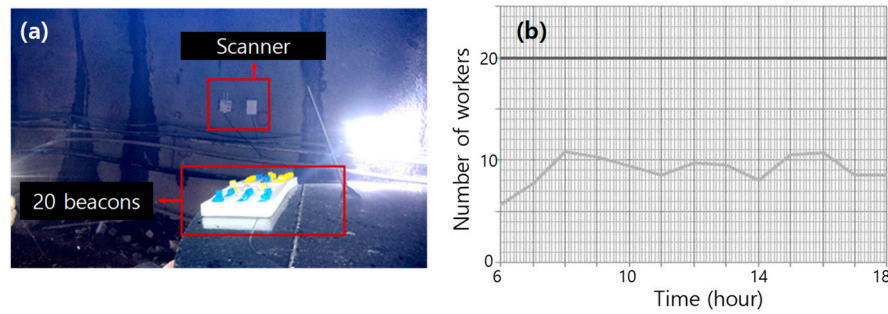 (a)
Scanner
20 beacons
(b)
Number of workers
20
10
0
6
10
14
18
Time (hour)